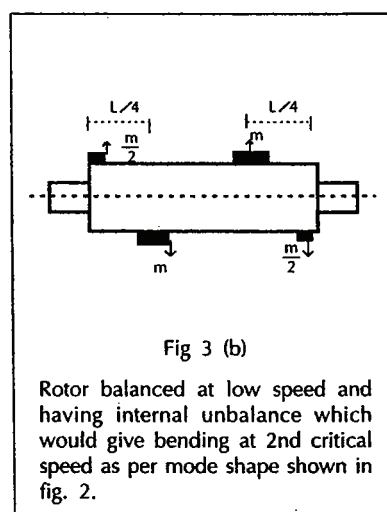 L/4 L/4
m/2 m
m m/2
Fig 3 (b)
Rotor balanced at low speed and
having internal unbalance which
would give bending at 2nd critical
speed as per mode shape shown in
fig. 2.